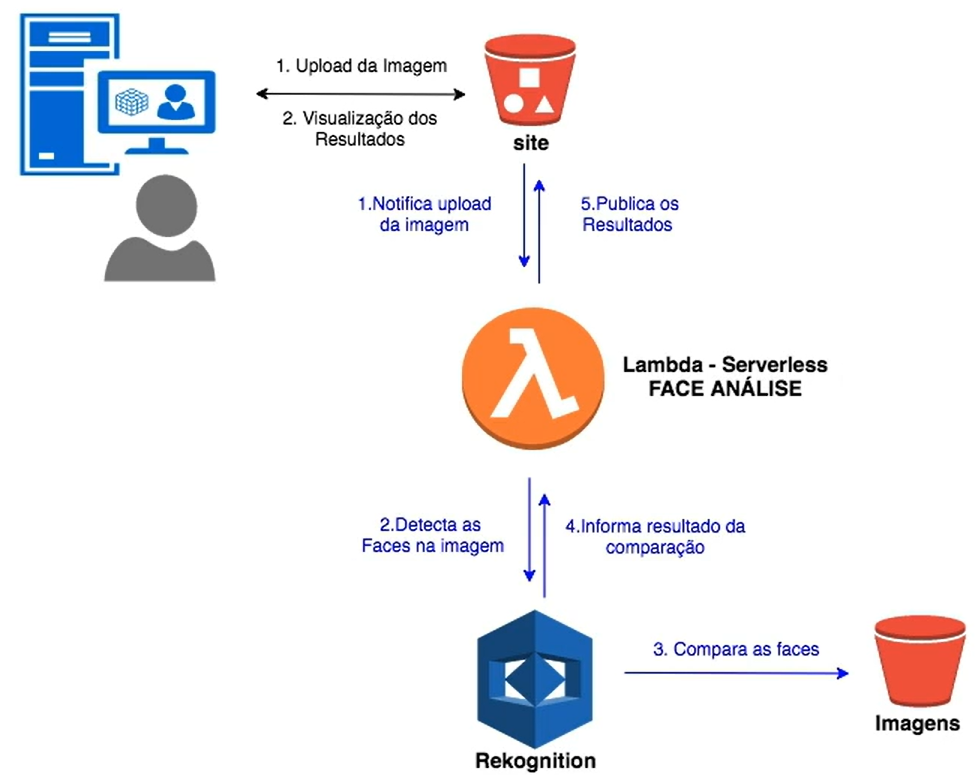 1. Upload da Imagem
2. Visualização dos
Resultados
site
1.Notifica upload
da imagem
5.Publica os
Resultados
Lambda - Serverless
FACE ANÁLISE
2.Detecta as
Faces na imagem
4.Informa resultado da
comparação
3. Compara as faces
Imagens
Rekognition